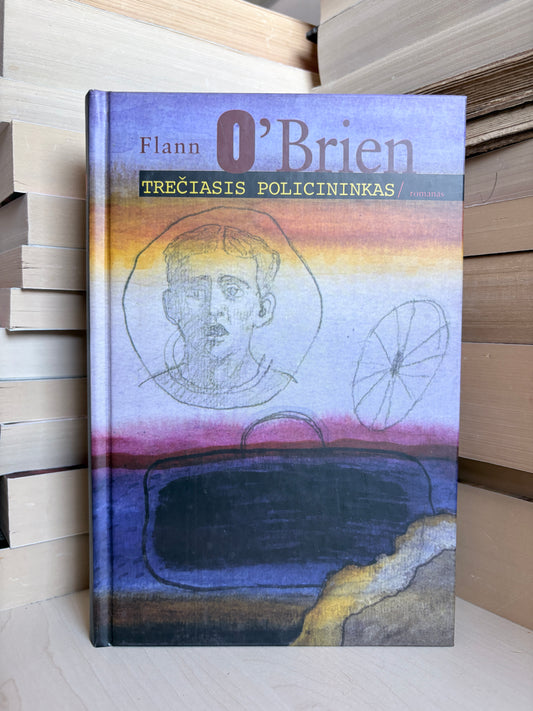 Flann O'Brien
TREČIASIS POLICININKAS/ romanas